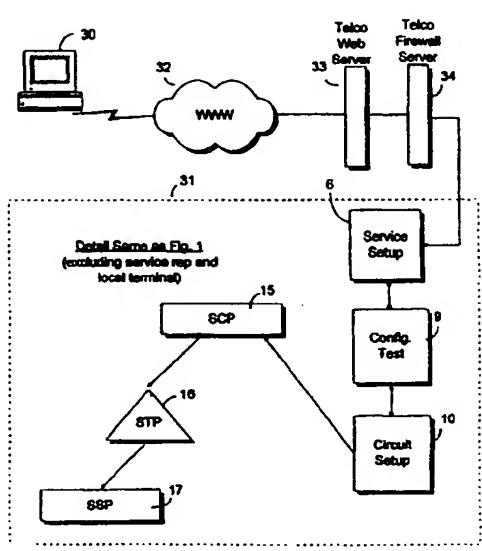 30
Telco
Web
Server
33
Telco
Firewall
Server
34
32
WWW
31
6
Service
Setup
Detail Same as Fig. 1
(excluding service rep and
local terminal)
15
SCP
9
Config.
Test
16
STP
10
Circuit
Setup
SSP
17